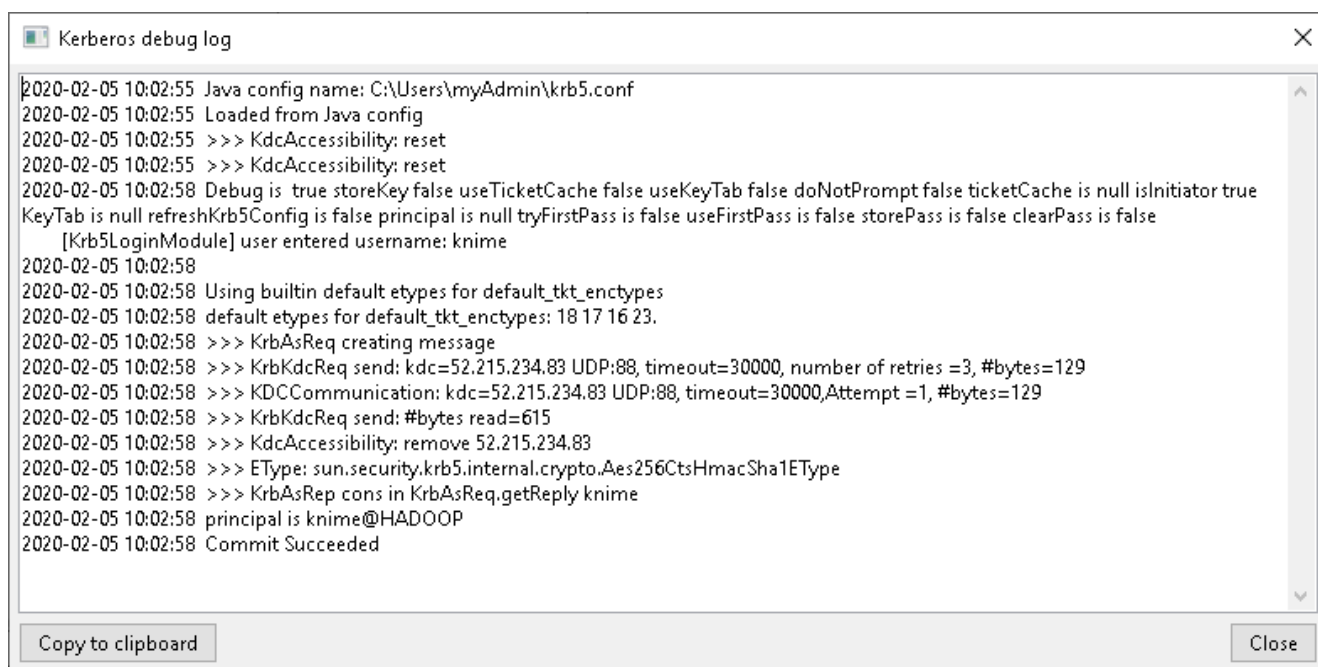 Kerberos debug log
2020-02-05 10:02:55 Java config name: C:\Users\myAdmin\krb5.conf
2020-02-05 10:02:55 Loaded from Java config
2020-02-05 10:02:55 >>> KdcAccessibility: reset
2020-02-05 10:02:55 >>> KdcAccessibility: reset
2020-02-05 10:02:58 Debug is  true storeKey false useTicketCache false useKeyTab false doNotPrompt false ticketCache is null isInitiator true
KeyTab is null refreshKrb5Config is false principal is null tryFirstPass is false useFirstPass is false storePass is false clearPass is false
[Krb5LoginModule] user entered username: knime
2020-02-05 10:02:58
2020-02-05 10:02:58 Using builtin default etypes for default_tkt_enctypes
2020-02-05 10:02:58 default etypes for default_tkt_enctypes: 18 17 16 23.
2020-02-05 10:02:58 >>> KrbAsReq creating message
2020-02-05 10:02:58 >>> KrbKdcReq send: kdc=52.215.234.83 UDP:88, timeout=30000, number of retries =3, #bytes=129
2020-02-05 10:02:58 >>> KDCCommunication: kdc=52.215.234.83 UDP:88, timeout=30000,Attempt =1, #bytes=129
2020-02-05 10:02:58 >>> KrbKdcReq send: #bytes read=615
2020-02-05 10:02:58 >>> KdcAccessibility: remove 52.215.234.83
2020-02-05 10:02:58 >>> EType: sun.security.krb5.internal.crypto.Aes256CtsHmacSha1EType
2020-02-05 10:02:58 >>> KrbAsRep cons in KrbAsReq.getReply knime
2020-02-05 10:02:58 principal is knime@HADOOP
2020-02-05 10:02:58 Commit Succeeded
Copy to clipboard
Close